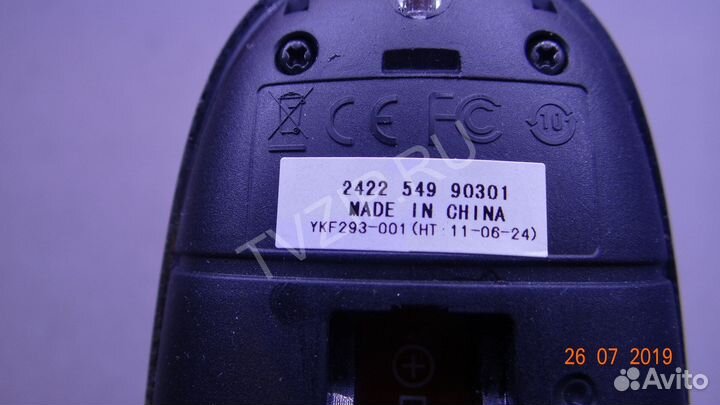 CE FC 10
2422 549 90301
MADE IN CHINA
YKF293-001(HT:11-06-24)
TVZIP.RU
26 07 2019
Avito